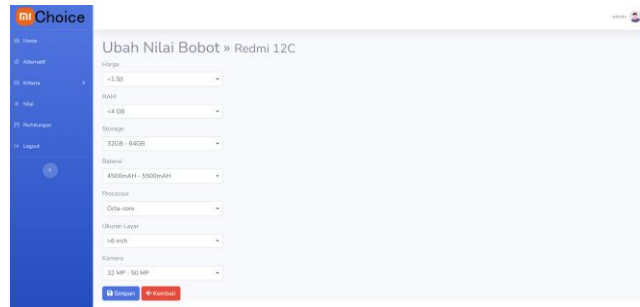 mi Choice
admin
Home
Alternatif
Kriteria
Nilai
Perhitungan
Logout
Ubah Nilai Bobot » Redmi 12C
Harga
<1.5jt
RAM
<4 GB
Storage
32GB - 64GB
Baterai
4500mAH - 5500mAH
Processor
Octa-core
Ukuran Layar
>6 inch
Kamera
32 MP - 50 MP
Simpan
Kembali